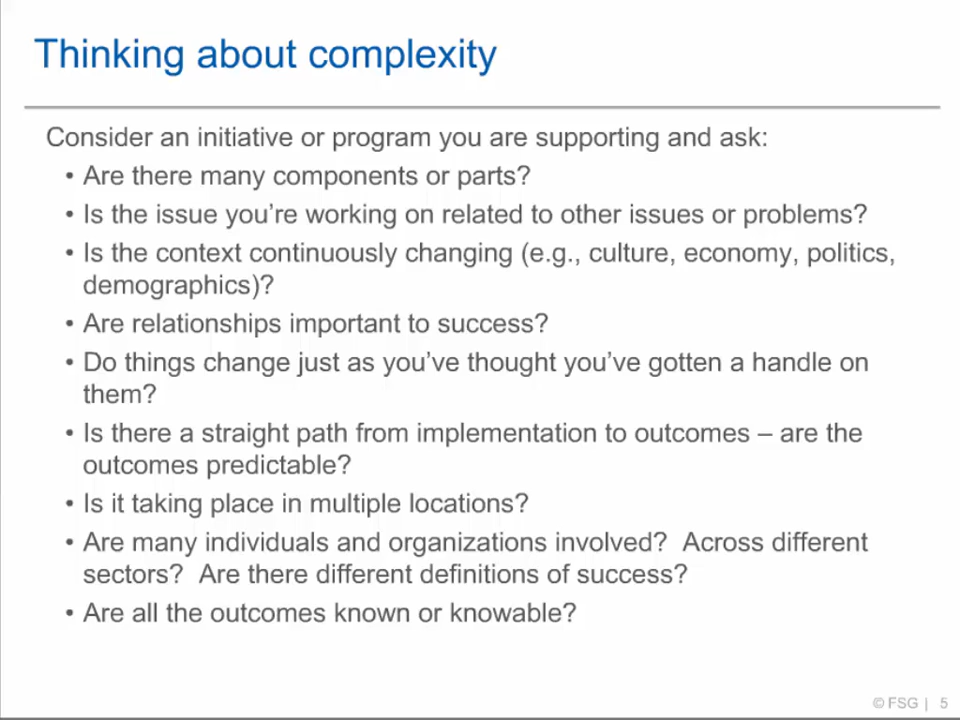 Thinking about complexity
Consider an initiative or program you are supporting and ask:
• Are there many components or parts?
• Is the issue you’re working on related to other issues or problems?
• Is the context continuously changing (e.g., culture, economy, politics,
demographics)?
• Are relationships important to success?
• Do things change just as you’ve thought you’ve gotten a handle on
them?
• Is there a straight path from implementation to outcomes – are the
outcomes predictable?
• Is it taking place in multiple locations?
• Are many individuals and organizations involved?  Across different
sectors?  Are there different definitions of success?
• Are all the outcomes known or knowable?
© FSG | 5